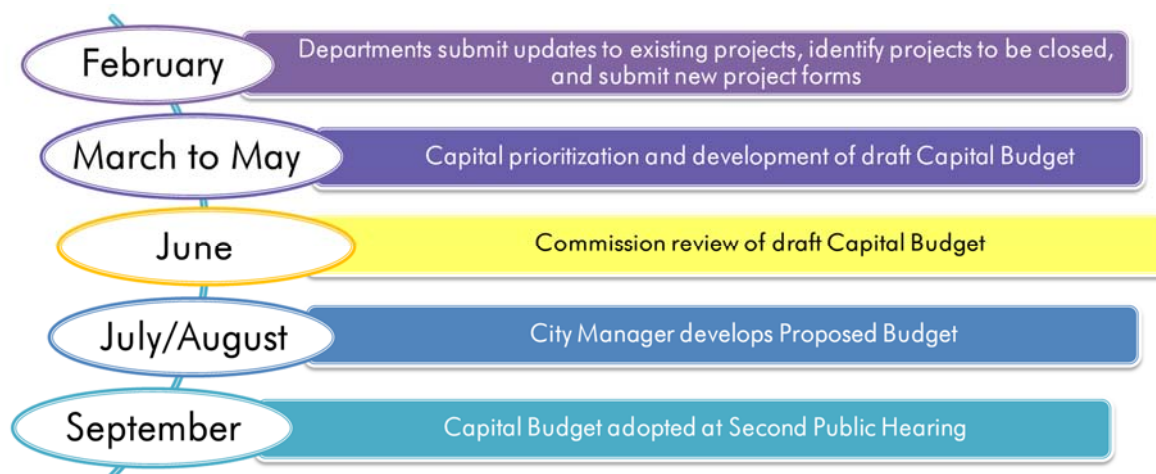 February
Departments submit updates to existing projects, identify projects to be closed,
and submit new project forms
March to May
Capital prioritization and development of draft Capital Budget
June
Commission review of draft Capital Budget
July/August
City Manager develops Proposed Budget
September
Capital Budget adopted at Second Public Hearing